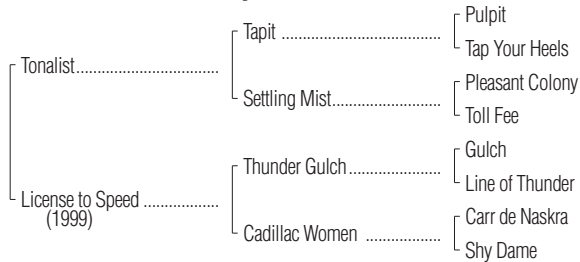 Pulpit
Tapit ..............................
Tap Your Heels
Tonalist.................................
Pleasant Colony
Settling Mist.........................
Toll Fee
Gulch
Thunder Gulch.....................
Line of Thunder
License to Speed .................
(1999)
Carr de Naskra
Cadillac Women .................
Shy Dame